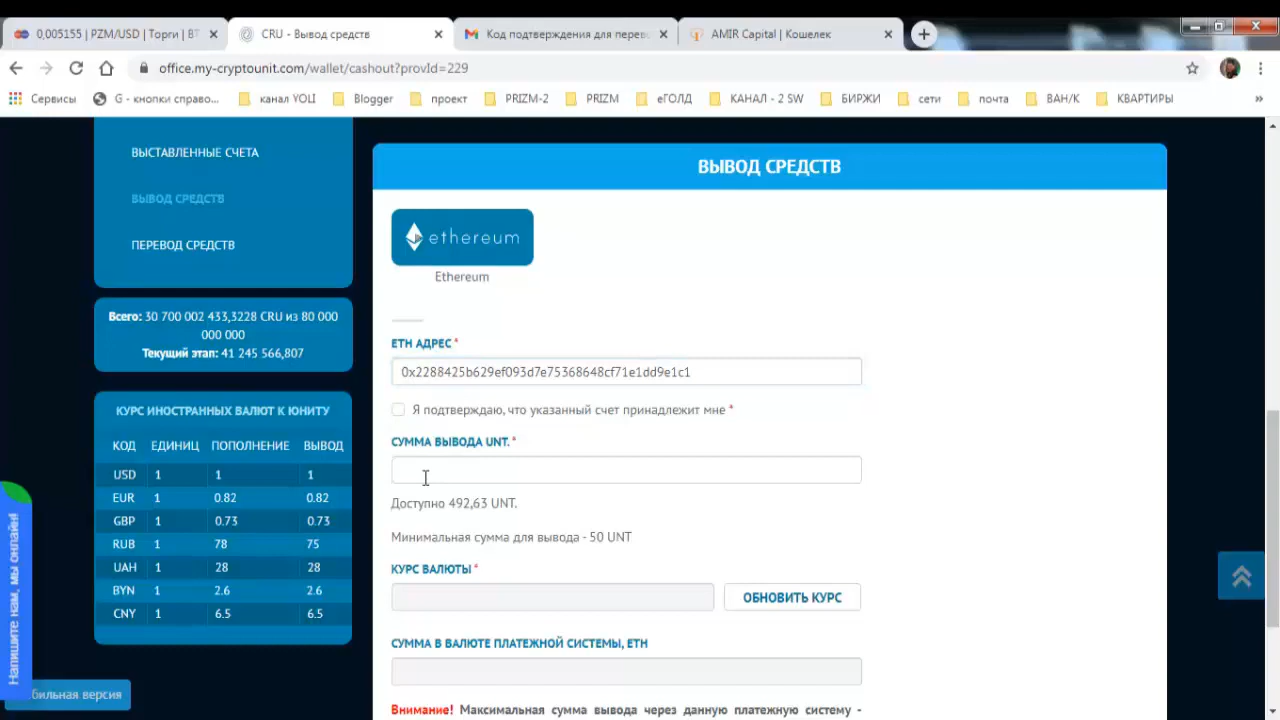 0,005155 | PZM/USD | Торги | BT
CRU - Вывод средств
Код подтверждения для перев
AMIR Capital | Кошелек
office.my-cryptounit.com/wallet/cashout?provId=229
Сервисы
G - кнопки справо...
канал YOLI
Blogger
проект
PRIZM-2
PRIZM
еГОЛД
КАНАЛ - 2 SW
БИРЖИ
сети
почта
ВАН/К
КВАРТИРЫ
»
ВЫСТАВЛЕННЫЕ СЧЕТА
ВЫВОД СРЕДСТВ
ПЕРЕВОД СРЕДСТВ
Всего: 30 700 002 433,3228 CRU из 80 000
000 000
Текущий этап: 41 245 566,807
КУРС ИНОСТРАННЫХ ВАЛЮТ К ЮНИТУ
КОД ЕДИНИЦ ПОПОЛНЕНИЕ ВЫВОД
USD 1 1 1
EUR 1 0.82 0.82
GBP 1 0.73 0.73
RUB 1 78 75
UAH 1 28 28
BYN 1 2.6 2.6
CNY 1 6.5 6.5
Напишите нам, мы онлайн!
бильная версия
ВЫВОД СРЕДСТВ
ethereum
Ethereum
ETH АДРЕС *
0x2288425b629ef093d7e75368648cf71e1dd9e1c1
Я подтверждаю, что указанный счет принадлежит мне *
СУММА ВЫВОДА UNT. *
Доступно 492,63 UNT.
Минимальная сумма для вывода - 50 UNT
КУРС ВАЛЮТЫ *
ОБНОВИТЬ КУРС
СУММА В ВАЛЮТЕ ПЛАТЕЖНОЙ СИСТЕМЫ, ETH
Внимание! Максимальная сумма вывода через данную платежную систему -